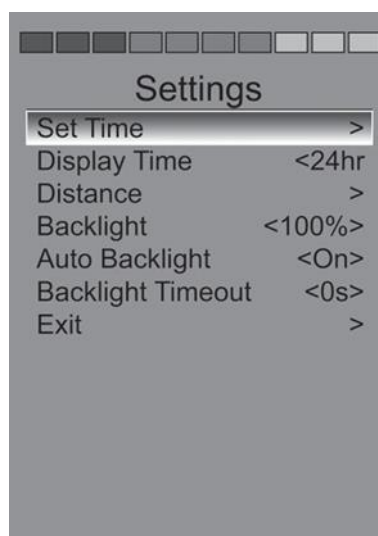 Settings
Set Time >
Display Time <24hr
Distance >
Backlight <100%>
Auto Backlight <On>
Backlight Timeout <0s>
Exit >